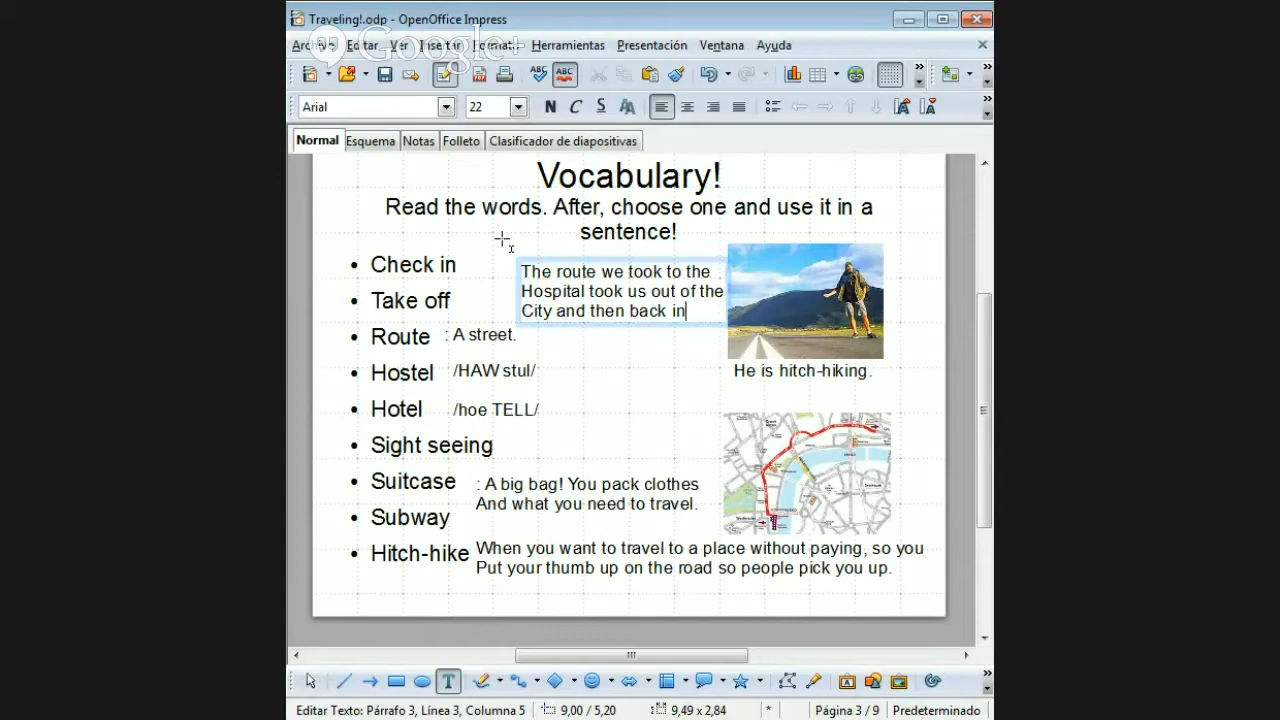 Traveling!.odp - OpenOffice Impress
Archivo Editar Ver Insertar Formato Herramientas Presentación Ventana Ayuda
Google+
ABC ABC
Arial 22 N C S
Normal Esquema Notas Folleto Clasificador de diapositivas
Vocabulary!
Read the words. After, choose one and use it in a
sentence!
• Check in
• Take off
• Route : A street.
• Hostel /HAW stul/
• Hotel /hoe TELL/
• Sight seeing
• Suitcase : A big bag! You pack clothes
And what you need to travel.
• Subway
• Hitch-hike When you want to travel to a place without paying, so you
Put your thumb up on the road so people pick you up.
The route we took to the
Hospital took us out of the
City and then back in
He is hitch-hiking.
Editar Texto: Párrafo 3, Línea 3, Columna 5 9,00 / 5,20 9,49 x 2,84 * Página 3 / 9 Predeterminado